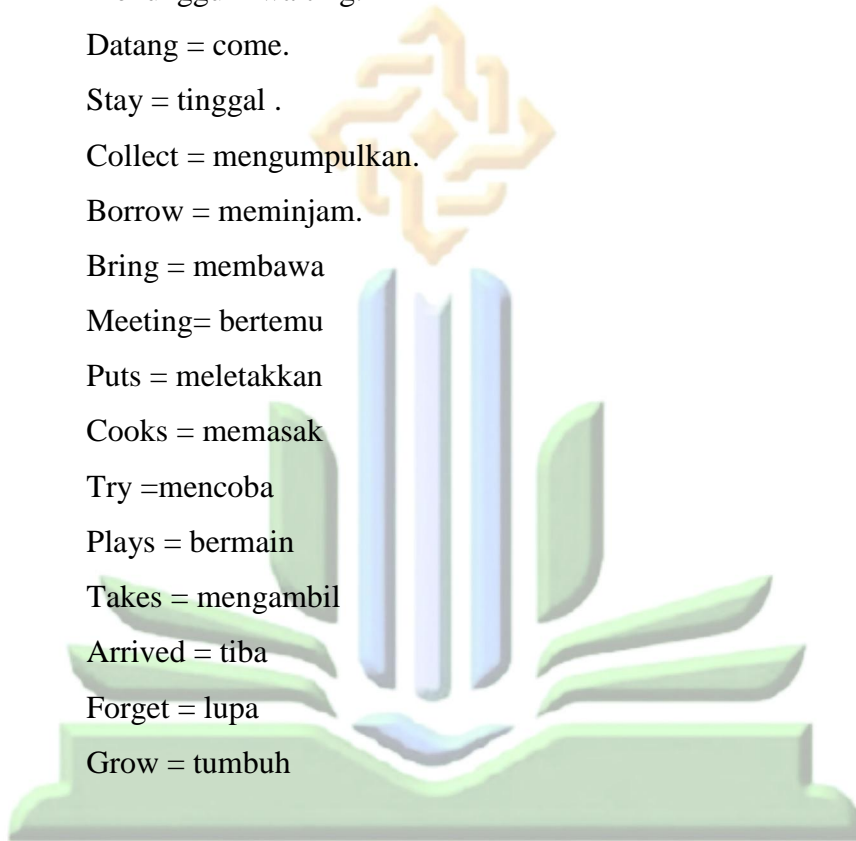 Datang = come.
Stay = tinggal .
Collect = mengumpulkan.
Borrow = meminjam.
Bring = membawa
Meeting= bertemu
Puts = meletakkan
Cooks = memasak
Try =mencoba
Plays = bermain
Takes = mengambil
Arrived = tiba
Forget = lupa
Grow = tumbuh